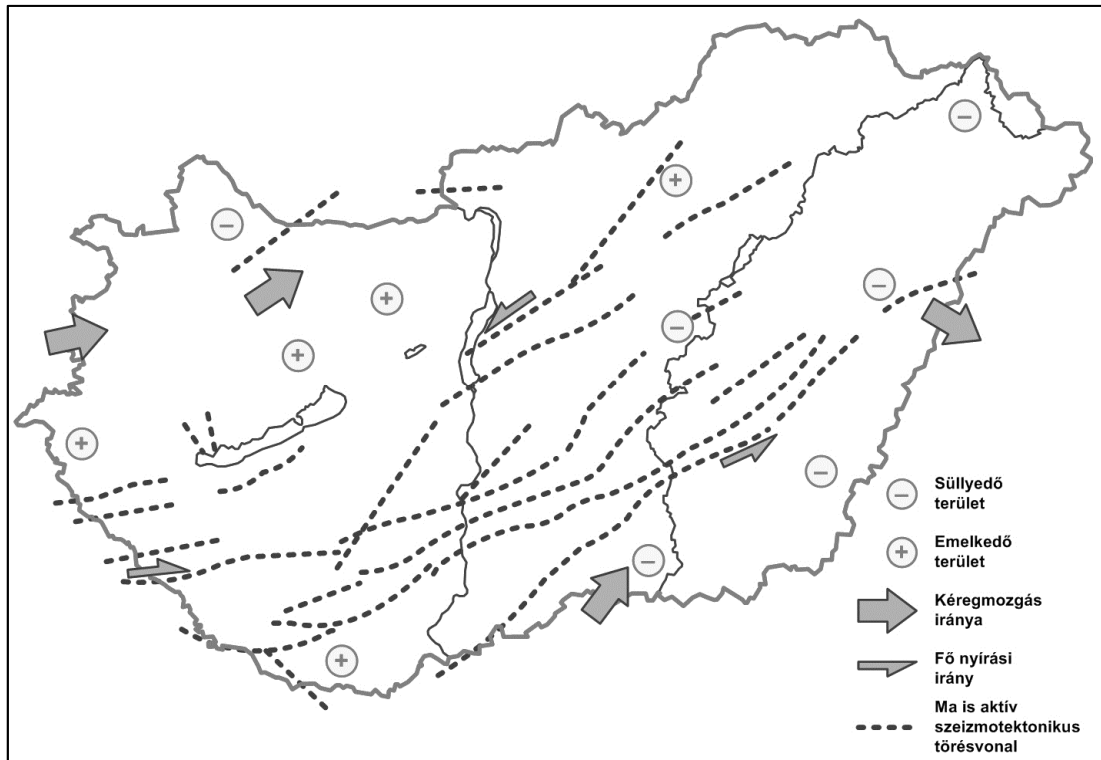 Süllyedő
terület
Emelkedő
terület
Kéregmozgás
iránya
Fő nyírási
irány
Ma is aktív
szeizmotektonikus
törésvonal